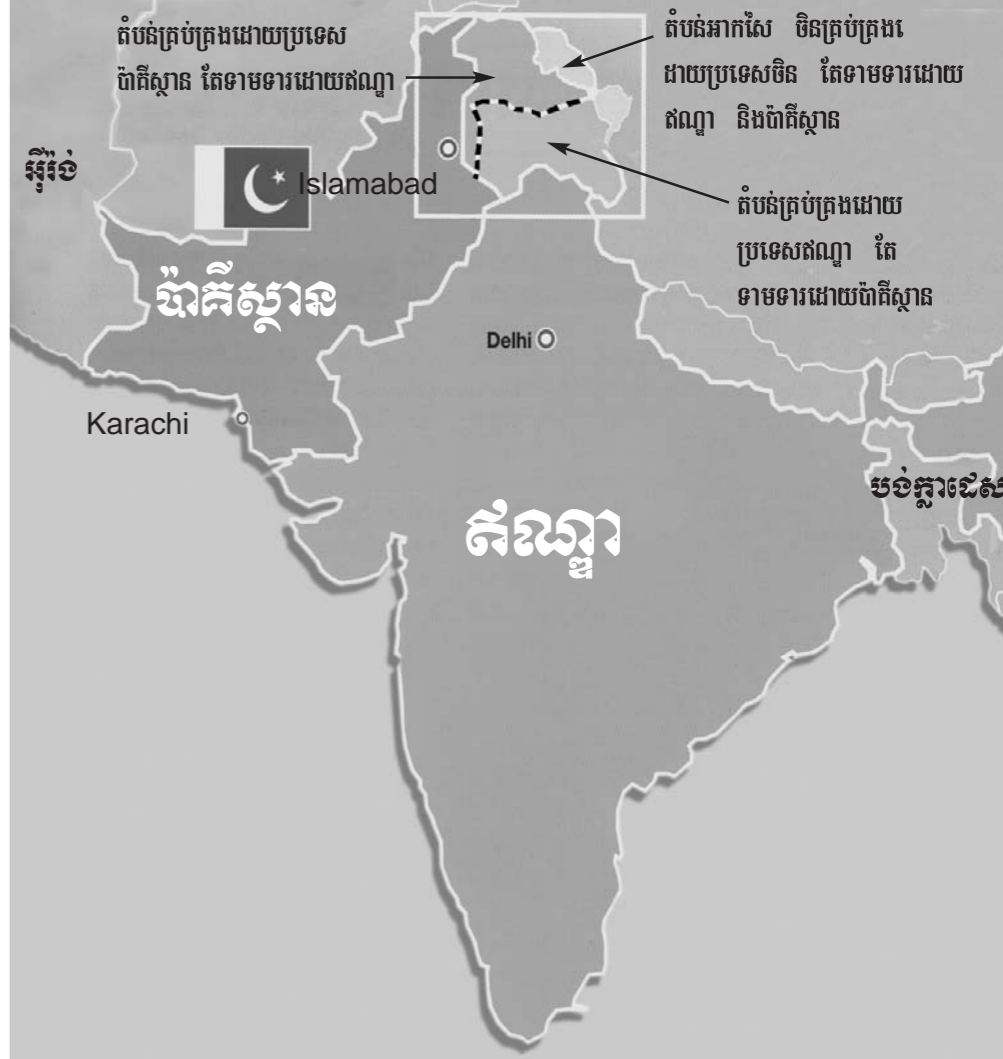 តំបន់គ្រប់គ្រងដោយប្រទេស
ប៉ាគីស្ថាន តែទាមទារដោយឥណ្ឌា
តំបន់អាកសៃ ចិនគ្រប់គ្រងេ
ដាយប្រទេសចិន តែទាមទារដោយ
ឥណ្ឌា និងប៉ាគីស្ថាន
អ៊ីរ៉ង់
Islamabad
តំបន់គ្រប់គ្រងដោយ
ប្រទេសឥណ្ឌា តែ
ទាមទារដោយប៉ាគីស្ថាន
ប៉ាគីស្ថាន
Delhi
Karachi
បង់ក្លាដេស
ឥណ្ឌា